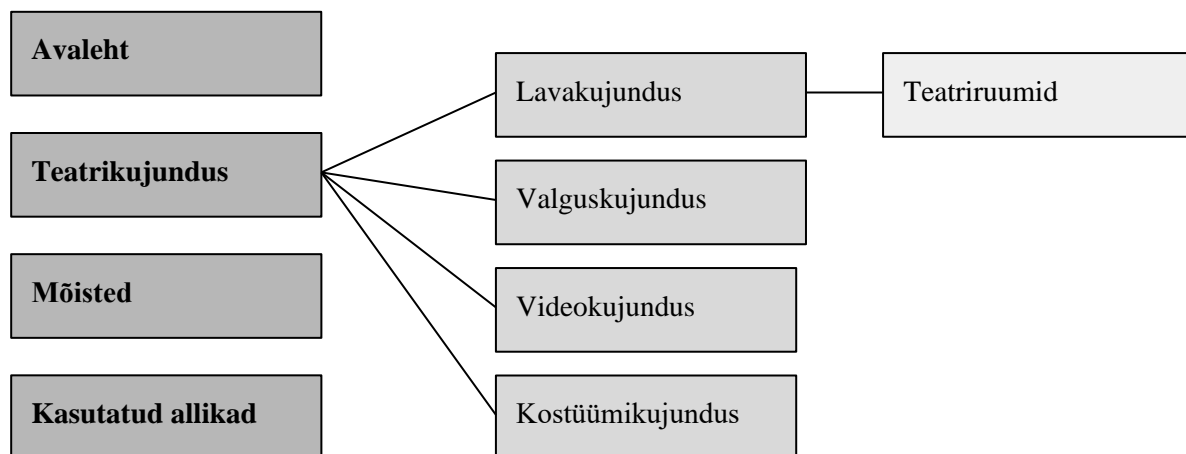 Avaleht
Teatrikujundus
Mõisted
Kasutatud allikad
Lavakujundus
Valguskujundus
Videokujundus
Kostüümikujundus
Teatriruumid